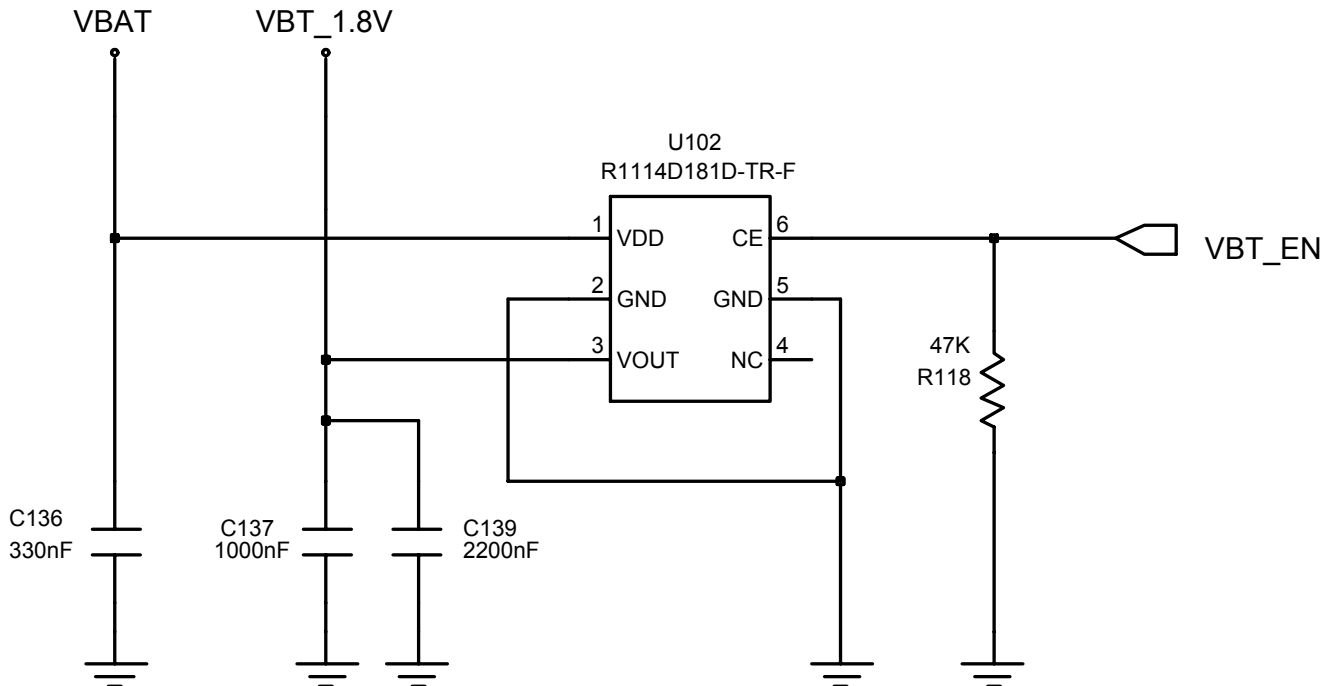 VBAT
VBT_1.8V
U102
R1114D181D-TR-F
1 VDD CE 6
2 GND GND 5
3 VOUT NC 4
VBT_EN
47K
R118
C136
330nF
C137
1000nF
C139
2200nF